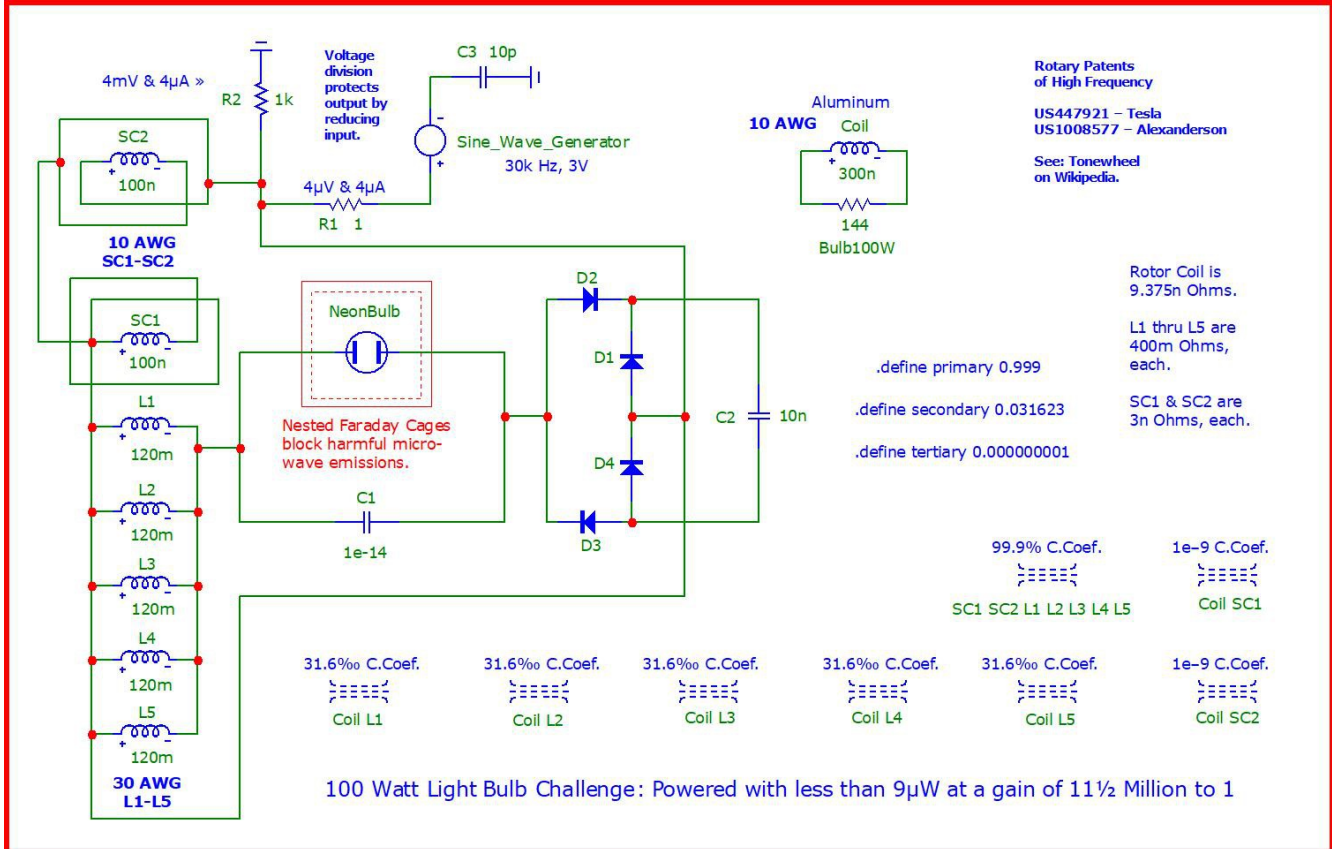 4mV & 4µA »
R2
1k
Voltage
division
protects
output by
reducing
input.
C3 10p
-
Sine_Wave_Generator
30k Hz, 3V
+
4µV & 4µA
R1 1
Aluminum
10 AWG
Coil
+ -
300n
144
Bulb100W
Rotary Patents
of High Frequency
US447921 – Tesla
US1008577 – Alexanderson
See: Tonewheel
on Wikipedia.
SC2
+ -
100n
10 AWG
SC1-SC2
SC1
+ -
100n
L1
+ -
120m
L2
+ -
120m
L3
+ -
120m
L4
+ -
120m
L5
+ -
120m
30 AWG
L1-L5
NeonBulb
Nested Faraday Cages
block harmful micro-
wave emissions.
C1
1e-14
D2
D1
D4
D3
C2 10n
.define primary 0.999
.define secondary 0.031623
.define tertiary 0.000000001
Rotor Coil is
9.375n Ohms.
L1 thru L5 are
400m Ohms,
each.
SC1 & SC2 are
3n Ohms, each.
99.9% C.Coef.
SC1 SC2 L1 L2 L3 L4 L5
1e–9 C.Coef.
Coil SC1
31.6‰ C.Coef.
Coil L1
31.6‰ C.Coef.
Coil L2
31.6‰ C.Coef.
Coil L3
31.6‰ C.Coef.
Coil L4
31.6‰ C.Coef.
Coil L5
1e–9 C.Coef.
Coil SC2
100 Watt Light Bulb Challenge: Powered with less than 9µW at a gain of 11½ Million to 1